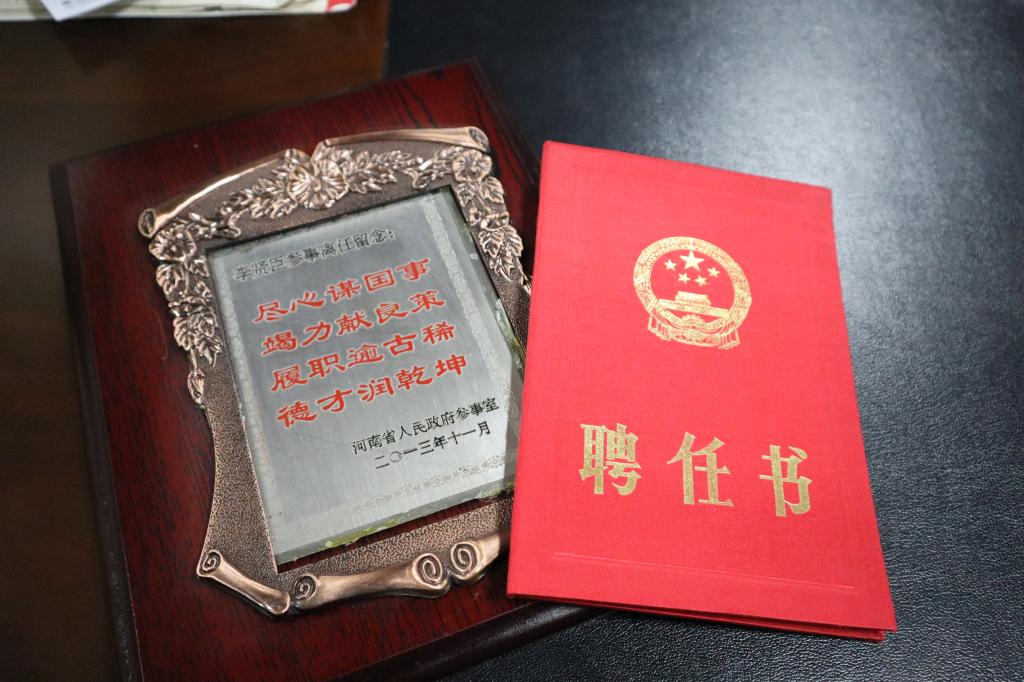 李贤臣参事离任留念：
尽心谋国事
竭力献良策
履职逾古稀
德才润乾坤
河南省人民政府参事室
二〇一三年十一月
聘任书